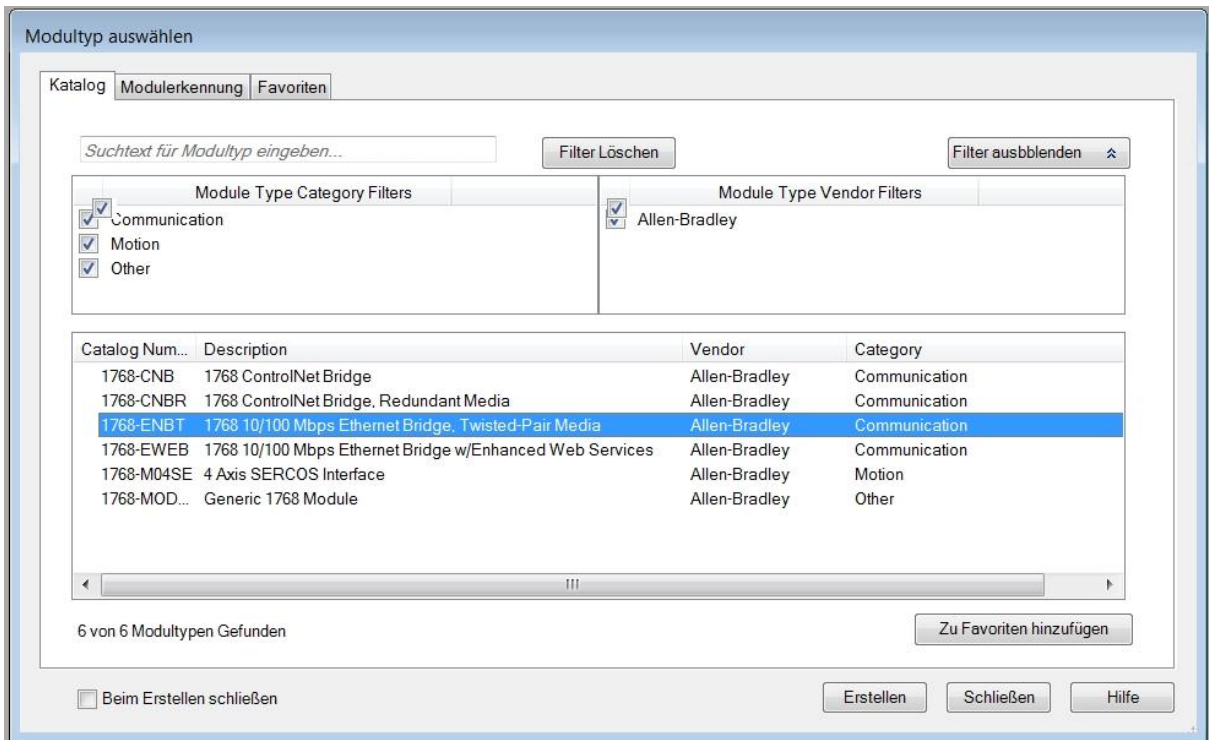 Modultyp auswählen
Katalog Modulerkennung Favoriten
Suchtext für Modultyp eingeben... Filter Löschen Filter ausbblenden
Module Type Category Filters Module Type Vendor Filters
Communication Allen-Bradley
Motion
Other
Catalog Num... Description Vendor Category
1768-CNB 1768 ControlNet Bridge Allen-Bradley Communication
1768-CNBR 1768 ControlNet Bridge, Redundant Media Allen-Bradley Communication
1768-ENBT 1768 10/100 Mbps Ethernet Bridge, Twisted-Pair Media Allen-Bradley Communication
1768-EWEB 1768 10/100 Mbps Ethernet Bridge w/Enhanced Web Services Allen-Bradley Communication
1768-M04SE 4 Axis SERCOS Interface Allen-Bradley Motion
1768-MOD... Generic 1768 Module Allen-Bradley Other
6 von 6 Modultypen Gefunden Zu Favoriten hinzufügen
Beim Erstellen schließen Erstellen Schließen Hilfe